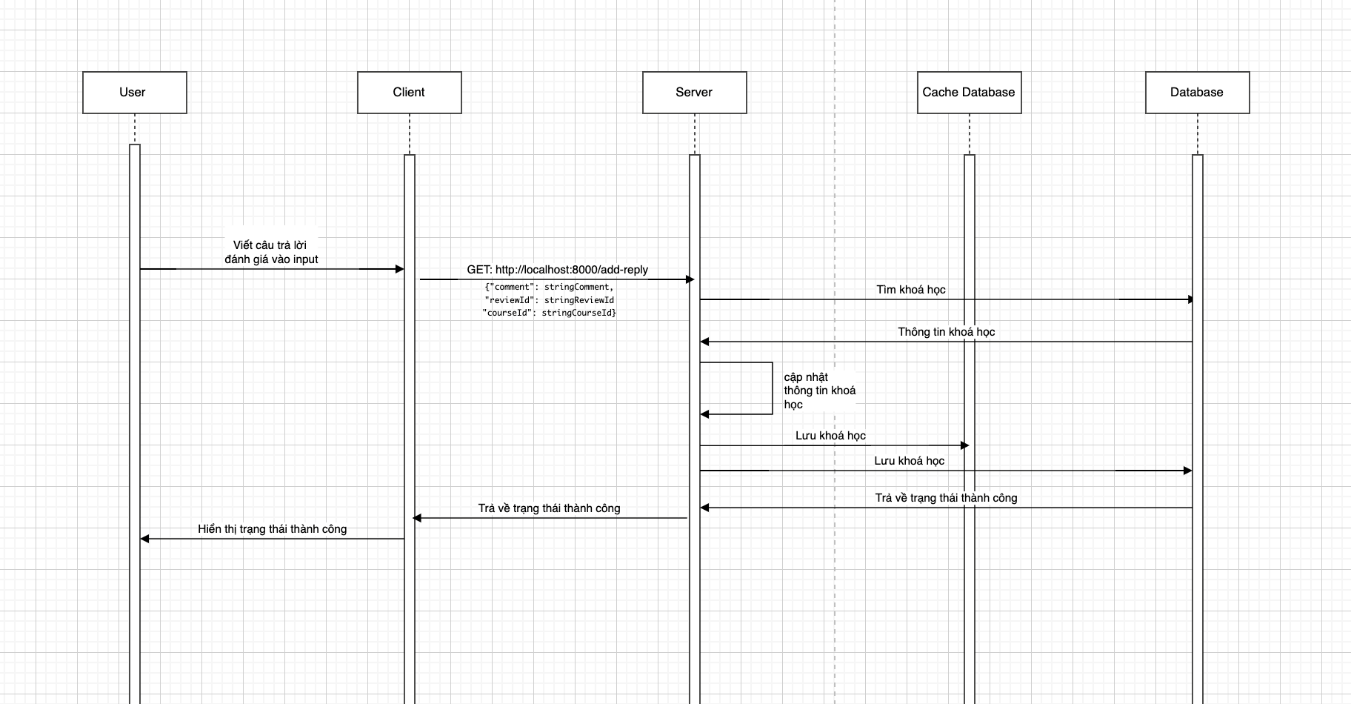 User
Client
Server
Cache Database
Database
Viết câu trả lời
đánh giá vào input
GET: http://localhost:8000/add-reply
{"comment": stringComment,
"reviewId": stringReviewId
"courseId": stringCourseId}
Tìm khoá học
Thông tin khoá học
cập nhật
thông tin khoá
học
Lưu khoá học
Lưu khoá học
Trả về trạng thái thành công
Trả về trạng thái thành công
Hiển thị trạng thái thành công